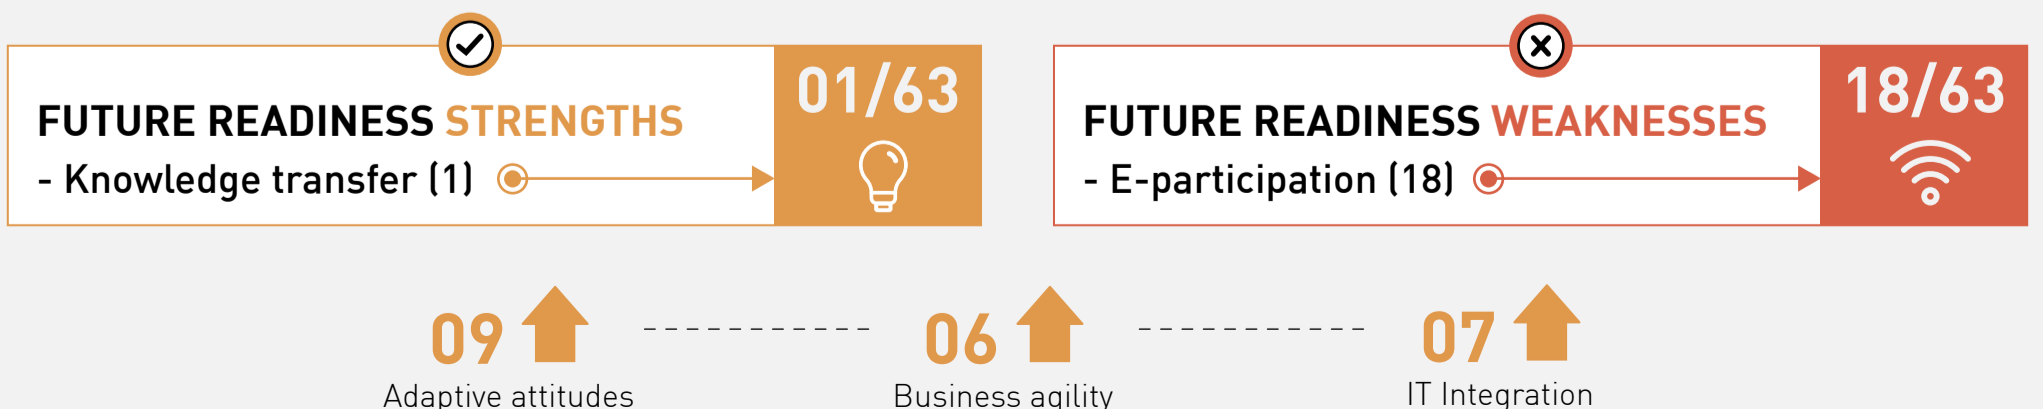 FUTURE READINESS STRENGTHS
- Knowledge transfer (1)
01/63
FUTURE READINESS WEAKNESSES
- E-participation (18)
18/63
09
Adaptive attitudes
06
Business agility
07
IT Integration